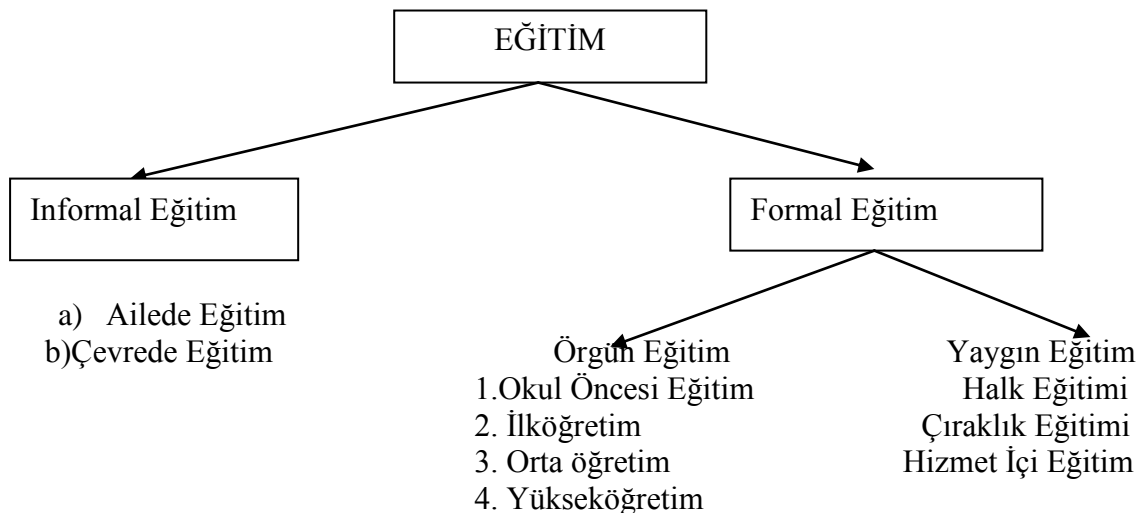 EĞİTİM
Informal Eğitim
a) Ailede Eğitim
b)Çevrede Eğitim
Formal Eğitim
Örgün Eğitim
1.Okul Öncesi Eğitim
2. İlköğretim
3. Orta öğretim
4. Yükseköğretim
Yaygın Eğitim
Halk Eğitimi
Çıraklık Eğitimi
Hizmet İçi Eğitim